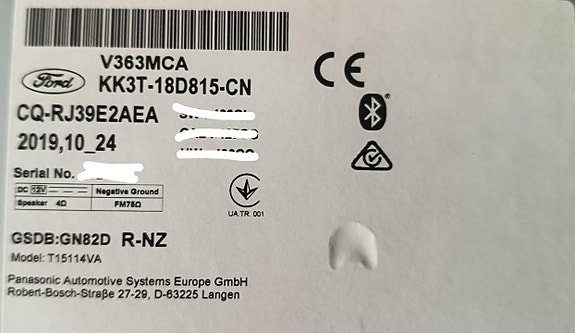 V363MCA
Ford KK3T-18D815-CN
CQ-RJ39E2AEA
2019,10_24
Serial No.
DC 12V Negative Ground
Speaker 4Ω FM75Ω
UA.TR. 001
GSDB:GN82D R-NZ
Model: T15114VA
Panasonic Automotive Systems Europe GmbH
Robert-Bosch-Straße 27-29, D-63225 Langen
CE